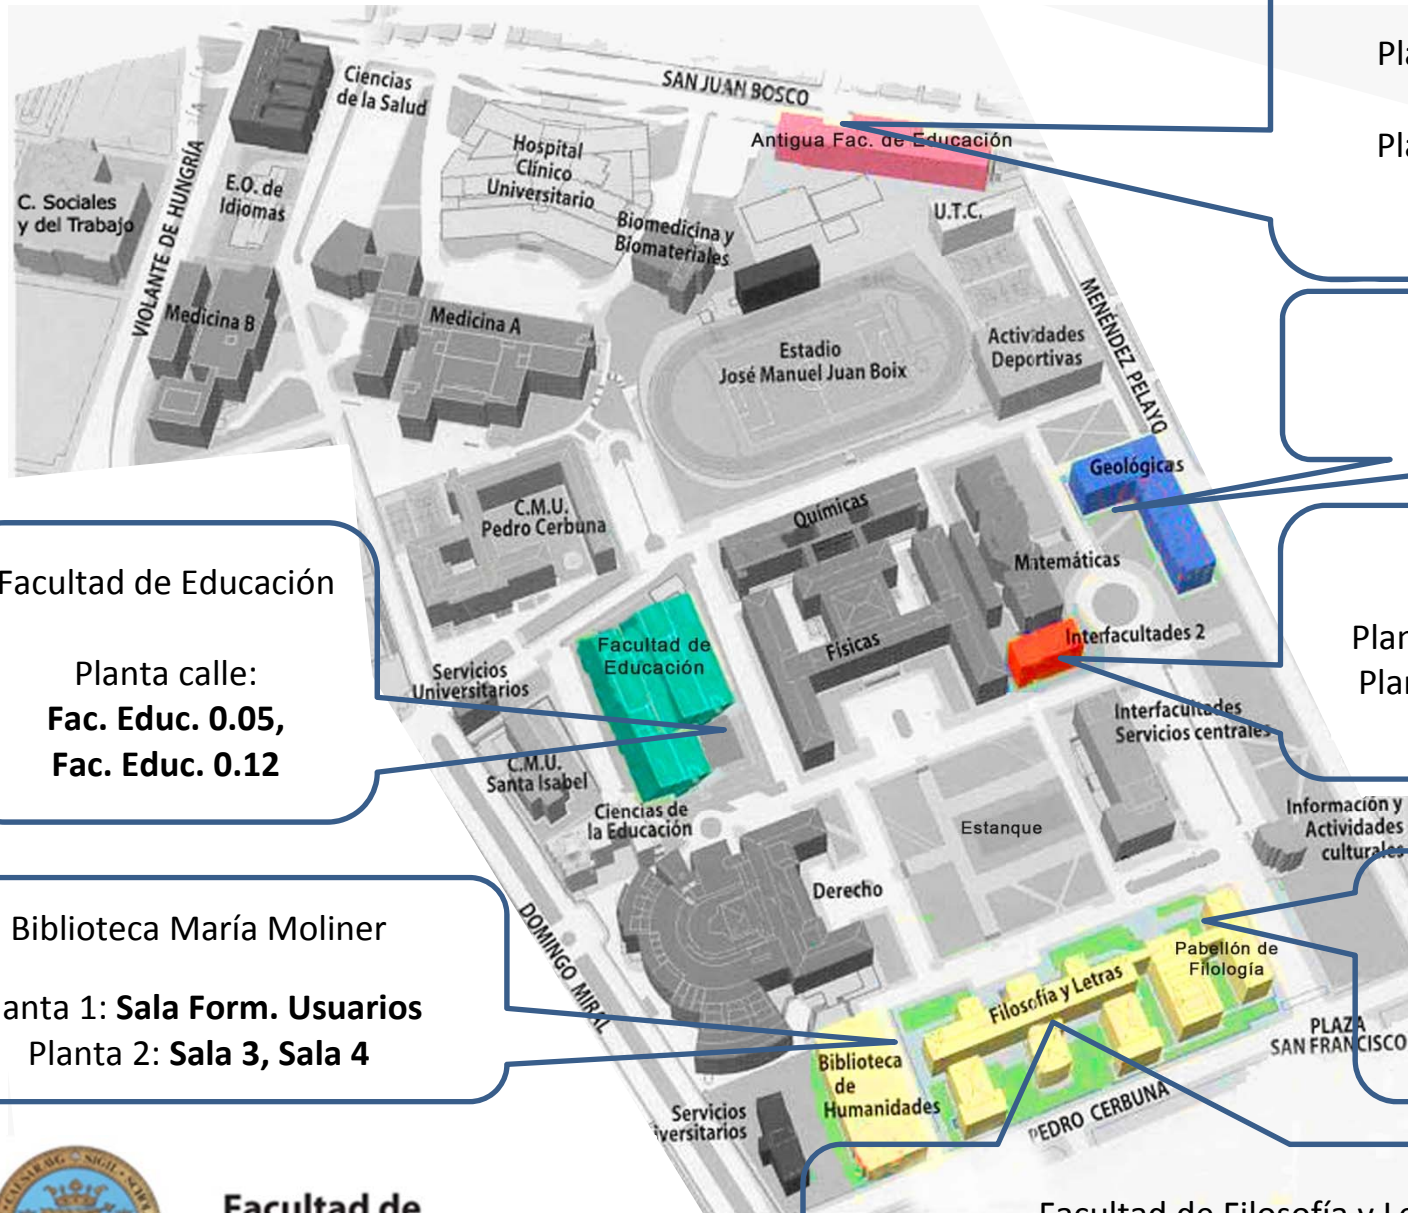 SAN JUAN BOSCO
Ciencias
de la Salud
Antigua Fac. de Educación
Hospital
Clínico
Universitario
C. Sociales
y del Trabajo
VIOLANTE DE HUNGRÍA
E.O. de
Idiomas
Biomedicina y
Biomateriales
U.T.C.
MENÉNDEZ PELAYO
Medicina B
Medicina A
Estadio
José Manuel Juan Boix
Actividades
Deportivas
Geológicas
C.M.U.
Pedro Cerbuna
Químicas
Matemáticas
Físicas
Interfacultades 2
Facultad de Educación
Planta calle:
Fac. Educ. 0.05,
Fac. Educ. 0.12
Facultad de
Educación
Servicios
Universitarios
Interfacultades
Servicios centrales
C.M.U.
Santa Isabel
Ciencias de
la Educación
Estanque
Información y
Actividades
culturales
Derecho
DOMINGO MIRAL
Biblioteca María Moliner
anta 1: Sala Form. Usuarios
Planta 2: Sala 3, Sala 4
Pabellón de
Filología
Filosofía y Letras
PLAZA
SAN FRANCISCO
Biblioteca
de
Humanidades
PEDRO CERBUNA
Servicios
iversitarios
Facultad de
Facultad de Filosofía y Le